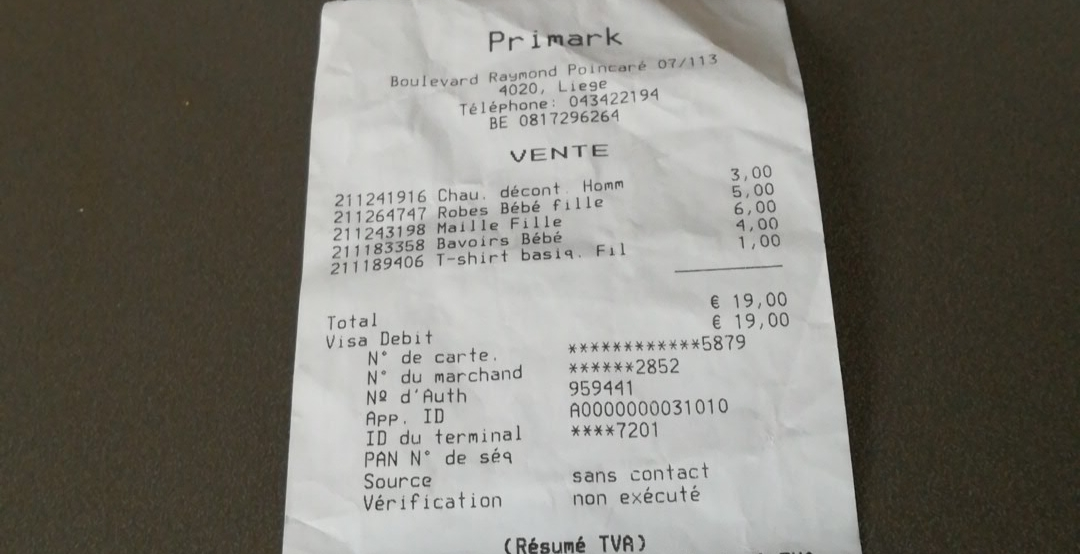 Primark
Boulevard Raymond Poincaré 07/113
4020, Liege
Téléphone: 043422194
BE 0817296264
VENTE
211241916 Chau. décont. Homm 3,00
211264747 Robes Bébé fille 5,00
211243198 Maille Fille 6,00
211183358 Bavoirs Bébé 4,00
211189406 T-shirt basiq. Fil 1,00
Total € 19,00
Visa Debit € 19,00
N° de carte. ************5879
N° du marchand ******2852
Nº d'Auth 959441
App. ID A0000000031010
ID du terminal ****7201
PAN N° de séq
Source sans contact
Vérification non exécuté
(Résumé TVA)